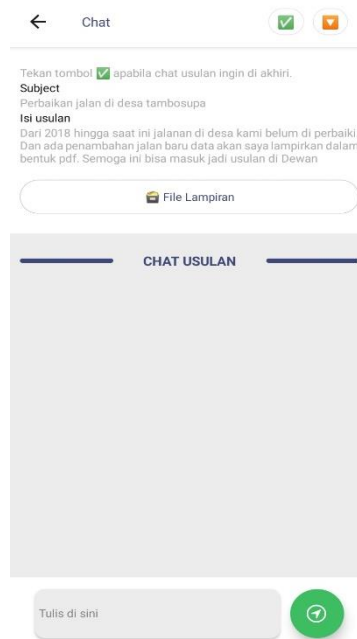 Chat
Tekan tombol ✅ apabila chat usulan ingin di akhiri.
Subject
Perbaikan jalan di desa tambosupa
Isi usulan
Dari 2018 hingga saat ini jalanan di desa kami belum di perbaiki.
Dan ada penambahan jalan baru data akan saya lampirkan dalam
bentuk pdf. Semoga ini bisa masuk jadi usulan di Dewan
File Lampiran
CHAT USULAN
Tulis di sini